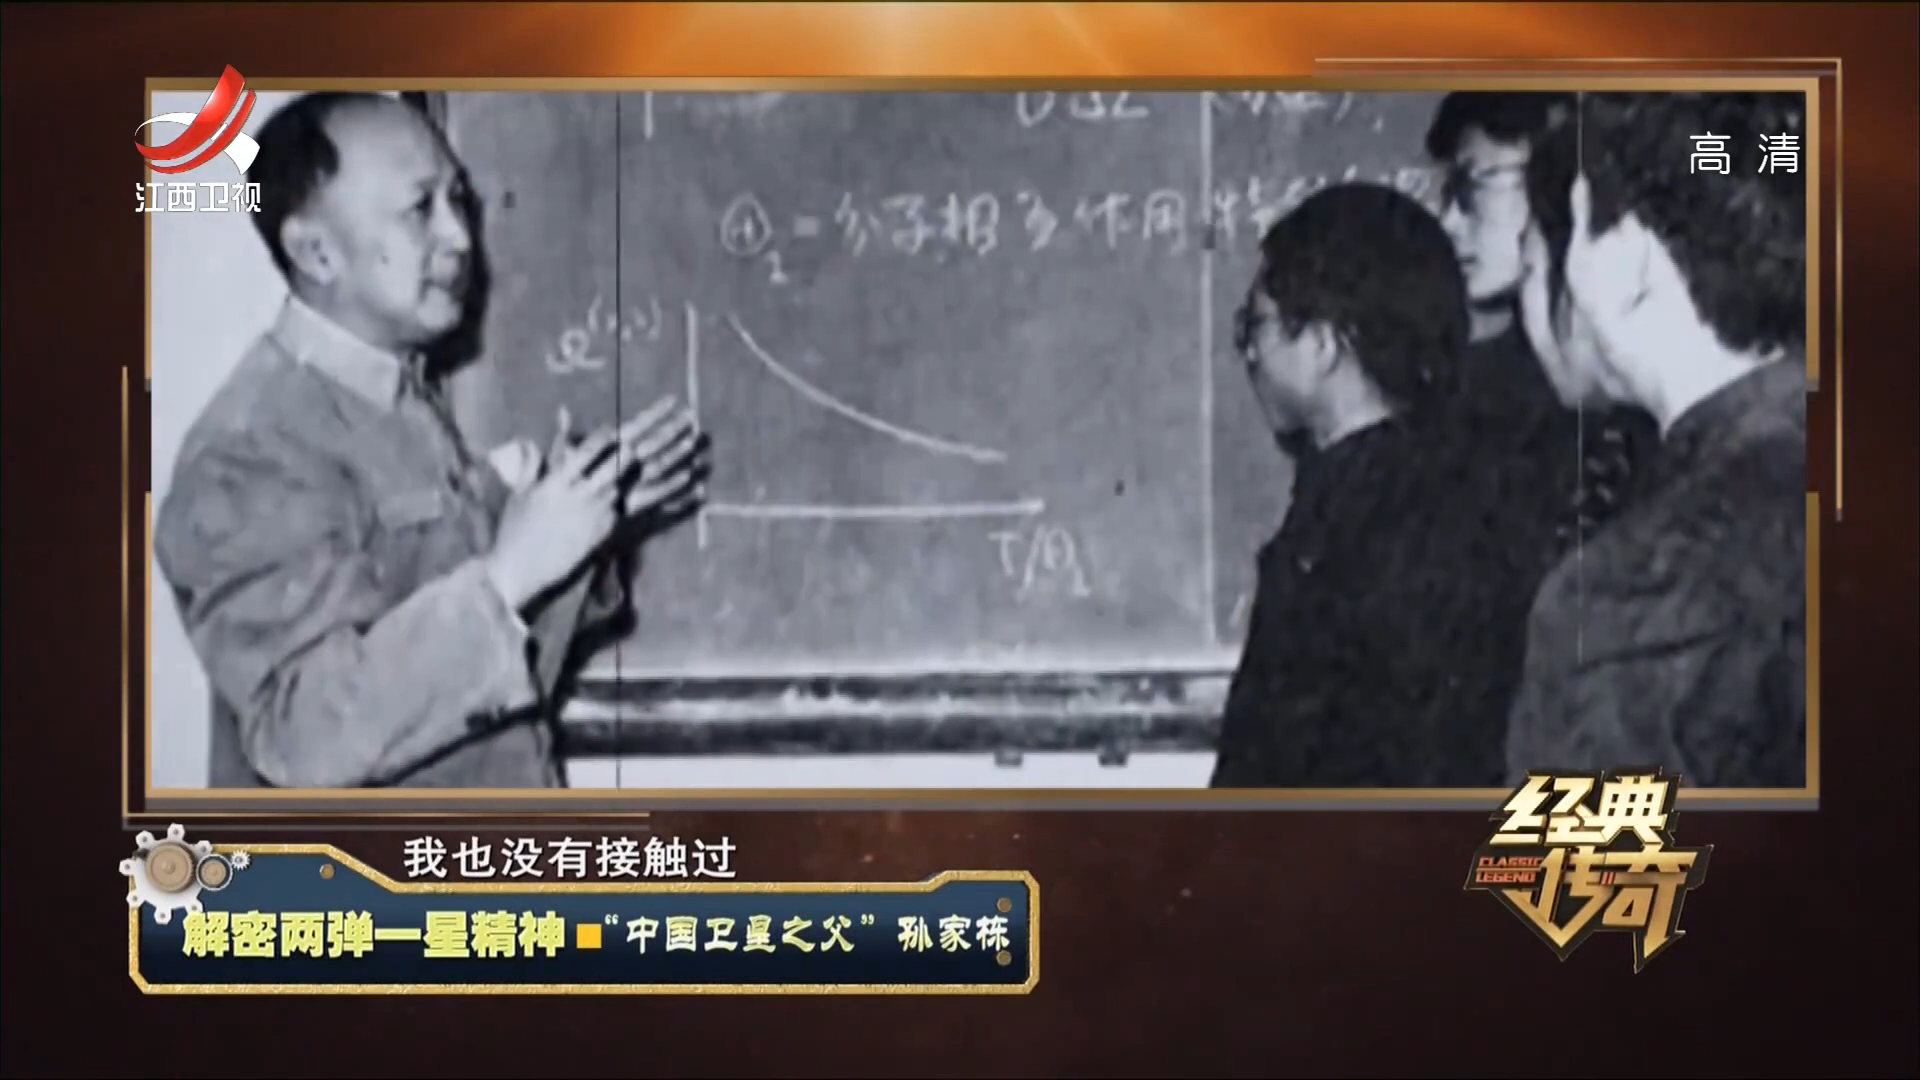 江西卫视
高清
= 分子相互作用
T/Θ₁
我也没有接触过
经典传奇
CLASSIC
LEGEND
解密两弹一星精神■“中国卫星之父” 孙家栋